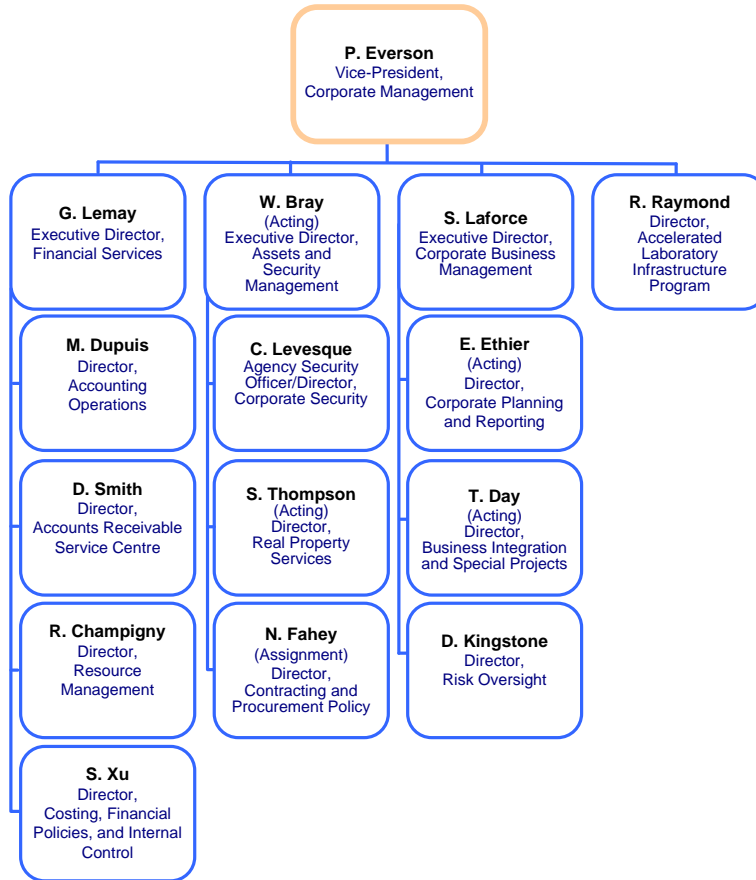 P. Everson
Vice-President,
Corporate Management
G. Lemay
Executive Director,
Financial Services
W. Bray
(Acting)
Executive Director,
Assets and
Security
Management
S. Laforce
Executive Director,
Corporate Business
Management
R. Raymond
Director,
Accelerated
Laboratory
Infrastructure
Program
M. Dupuis
Director,
Accounting
Operations
C. Levesque
Agency Security
Officer/Director,
Corporate Security
E. Ethier
(Acting)
Director,
Corporate Planning
and Reporting
D. Smith
Director,
Accounts Receivable
Service Centre
S. Thompson
(Acting)
Director,
Real Property
Services
T. Day
(Acting)
Director,
Business Integration
and Special Projects
R. Champigny
Director,
Resource
Management
N. Fahey
(Assignment)
Director,
Contracting and
Procurement Policy
D. Kingstone
Director,
Risk Oversight
S. Xu
Director,
Costing, Financial
Policies, and Internal
Control